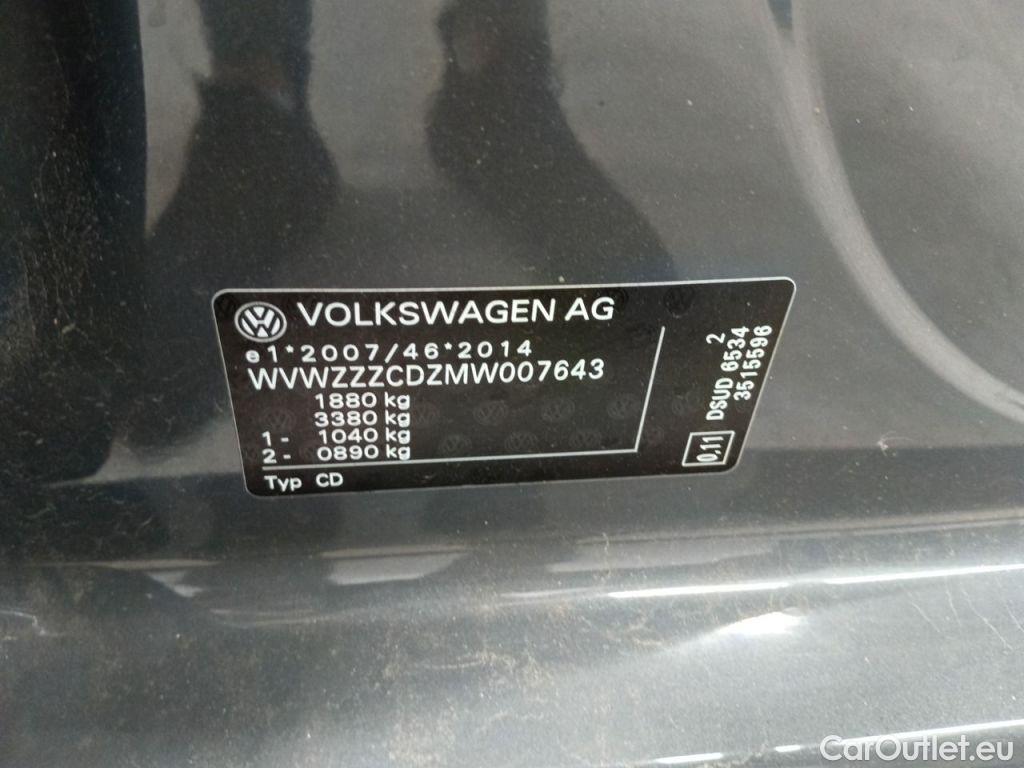 VOLKSWAGEN AG
e1*2007/46*2014
WVWZZZCDZMW007643
1880 kg
3380 kg
1- 1040 kg
2- 0890 kg
Typ CD
2
DSUD 6534
3515596
0,11
CarOutlet.eu